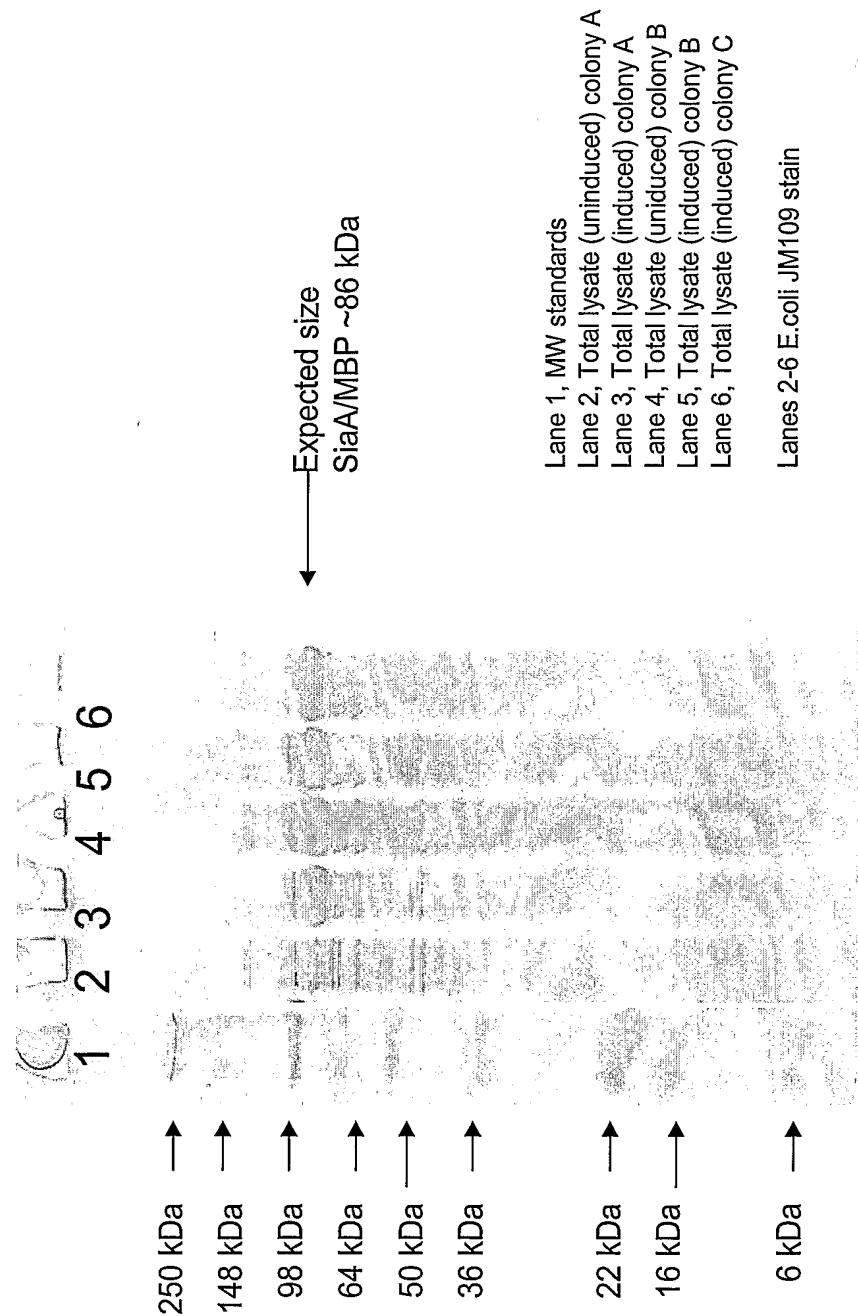 1 2 3 4 5 6
250 kDa
148 kDa
98 kDa
64 kDa
50 kDa
36 kDa
22 kDa
16 kDa
6 kDa
Expected size
SiaA/MBP ~86 kDa
Lane 1, MW standards
Lane 2, Total lysate (uninduced) colony A
Lane 3, Total lysate (induced) colony A
Lane 4, Total lysate (uniduced) colony B
Lane 5, Total lysate (induced) colony B
Lane 6, Total lysate (induced) colony C
Lanes 2-6 E.coli JM109 stain